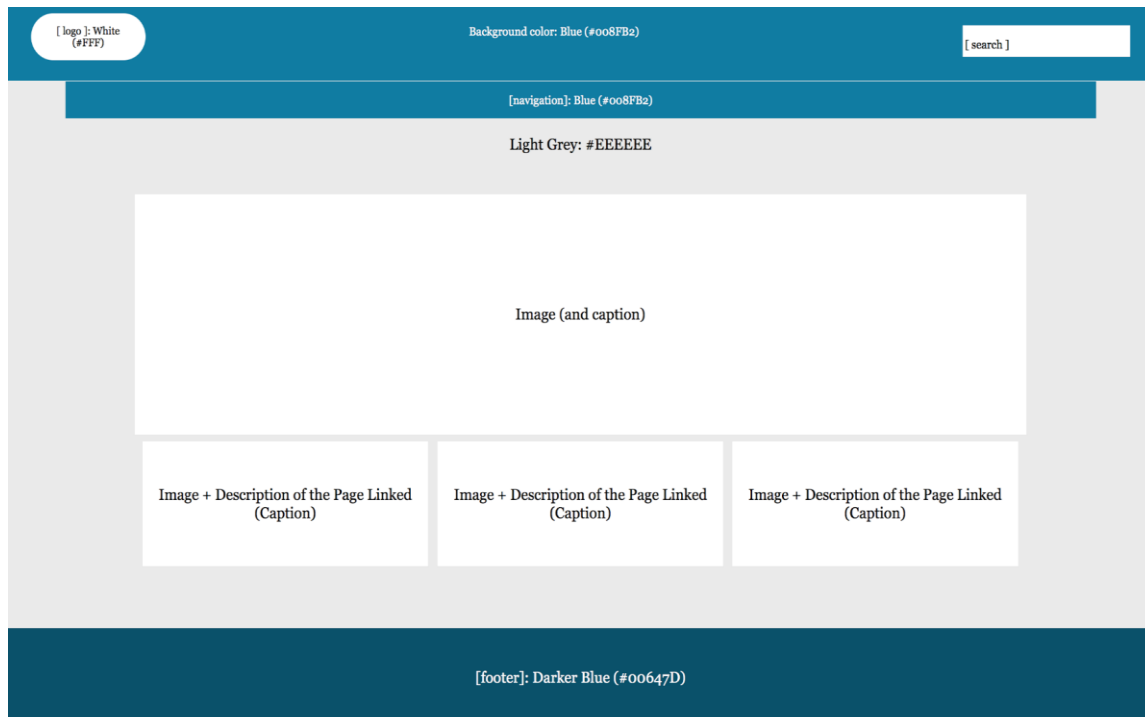 [ logo ]: White
(#FFF)
Background color: Blue (#008FB2)
[ search ]
[navigation]: Blue (#008FB2)
Light Grey: #EEEEEE
Image (and caption)
Image + Description of the Page Linked
(Caption)
Image + Description of the Page Linked
(Caption)
Image + Description of the Page Linked
(Caption)
[footer]: Darker Blue (#00647D)